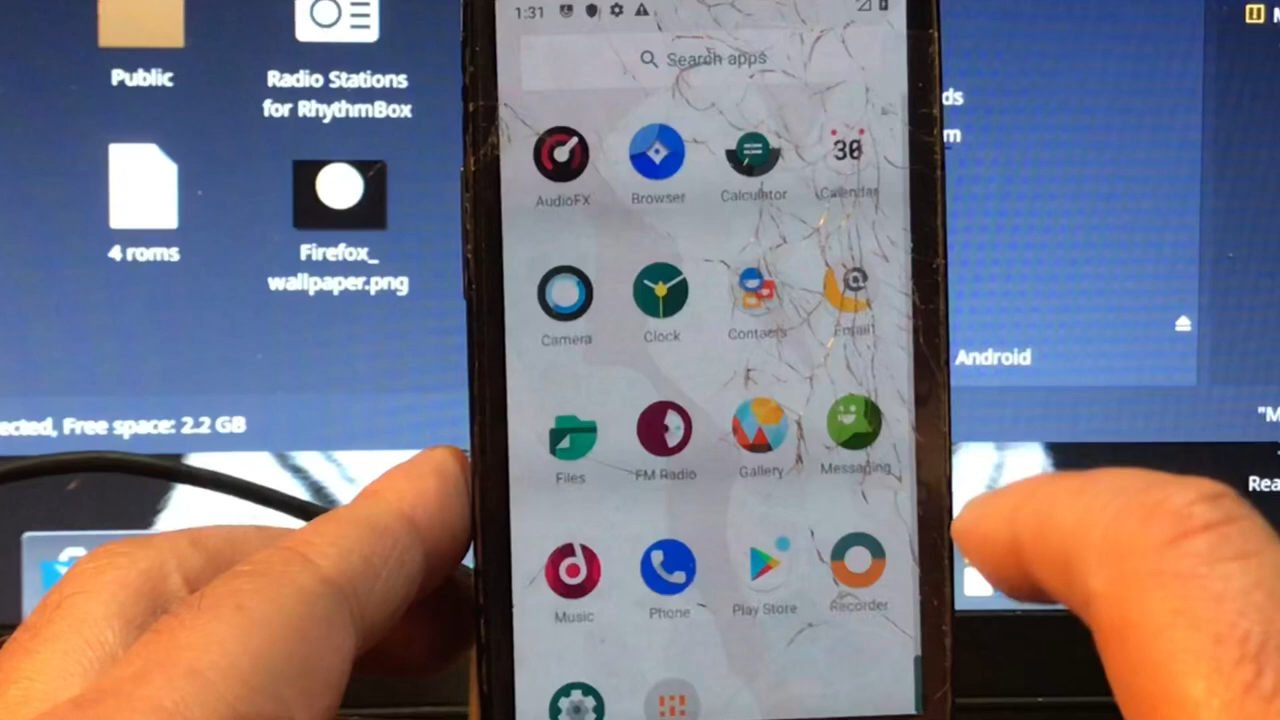 1:31
Search apps
AudioFX
Browser
Calculator
Calendar
30
Camera
Clock
Contacts
Email
Files
FM Radio
Gallery
Messaging
Music
Phone
Play Store
Recorder
Public
Radio Stations
for RhythmBox
4 roms
Firefox_
wallpaper.png
ected, Free space: 2.2 GB
ds
m
Android
"M
Rea
M